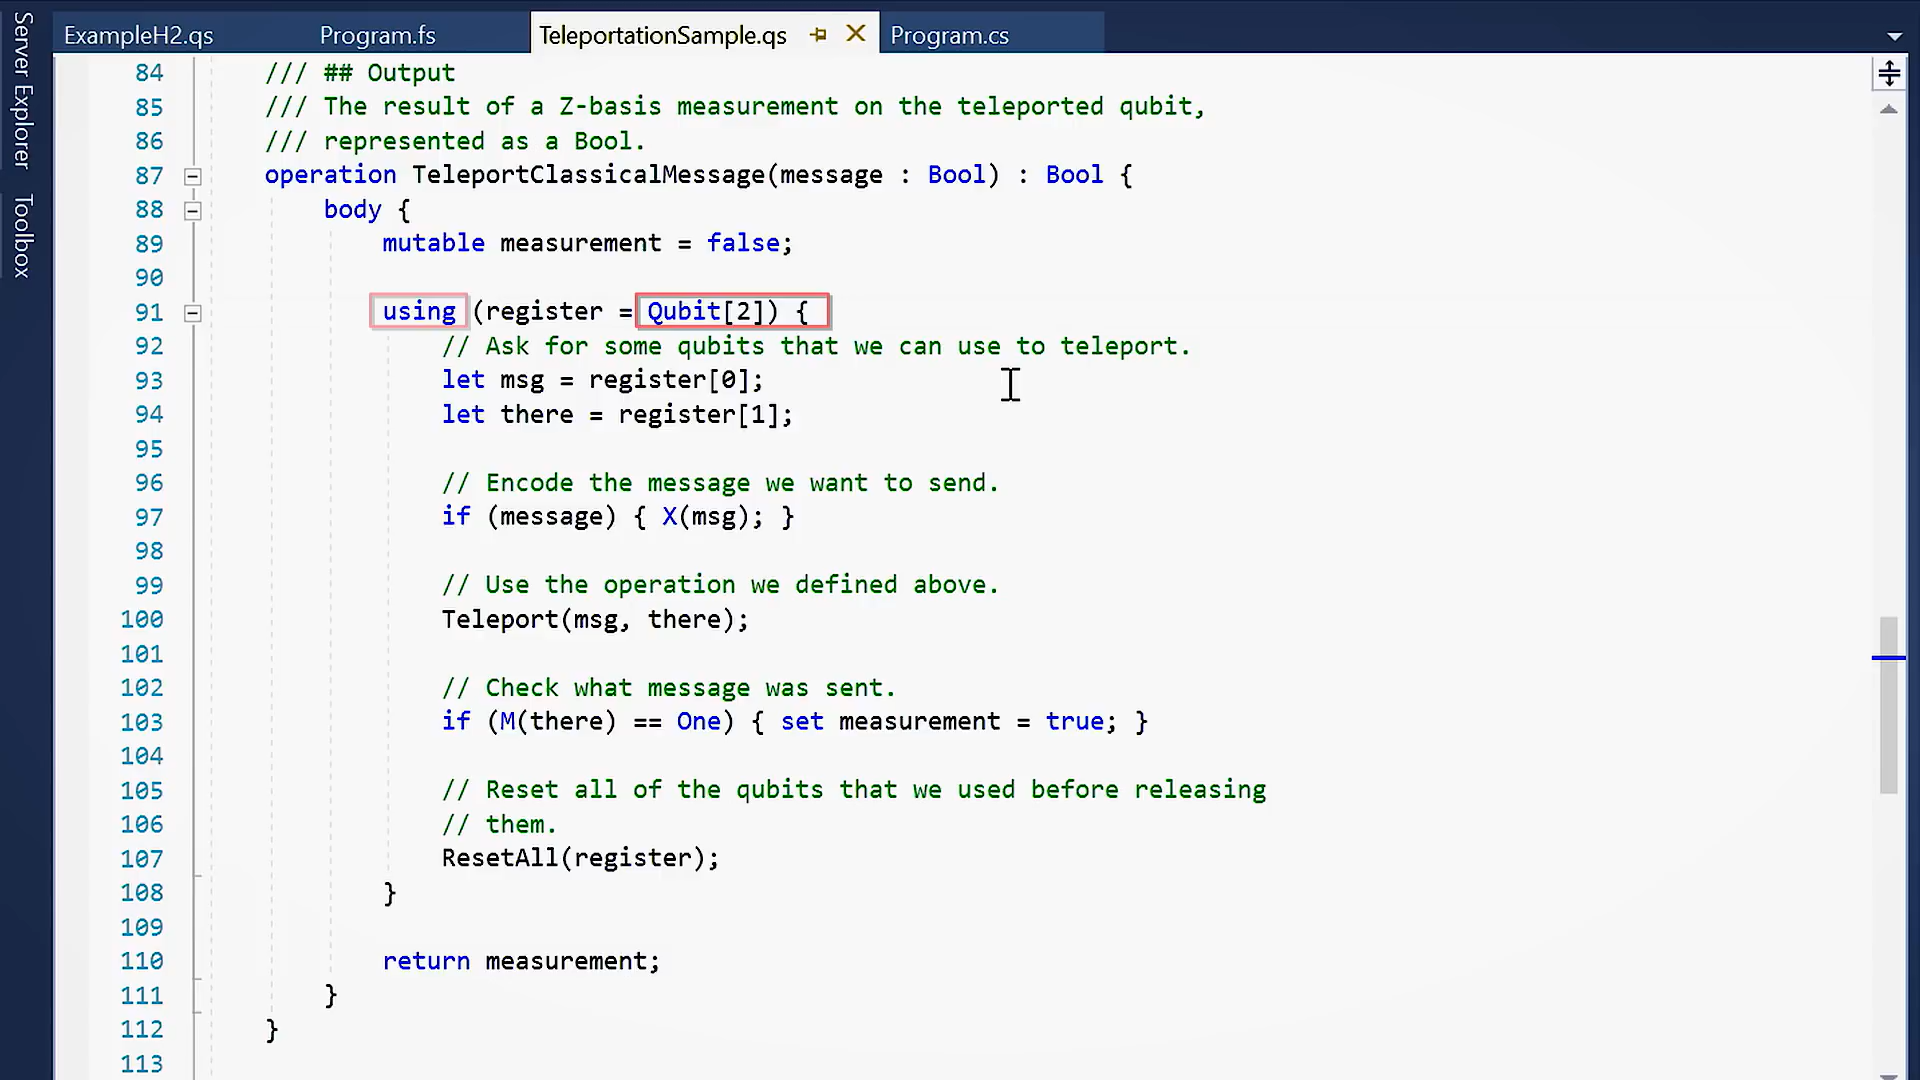 Server Explorer
Toolbox
ExampleH2.qs Program.fs TeleportationSample.qs Program.cs
84 /// ## Output
85 /// The result of a Z-basis measurement on the teleported qubit,
86 /// represented as a Bool.
87 operation TeleportClassicalMessage(message : Bool) : Bool {
88 body {
89 mutable measurement = false;
90
91 using (register = Qubit[2]) {
92 // Ask for some qubits that we can use to teleport.
93 let msg = register[0];
94 let there = register[1];
95
96 // Encode the message we want to send.
97 if (message) { X(msg); }
98
99 // Use the operation we defined above.
100 Teleport(msg, there);
101
102 // Check what message was sent.
103 if (M(there) == One) { set measurement = true; }
104
105 // Reset all of the qubits that we used before releasing
106 // them.
107 ResetAll(register);
108 }
109
110 return measurement;
111 }
112 }
113